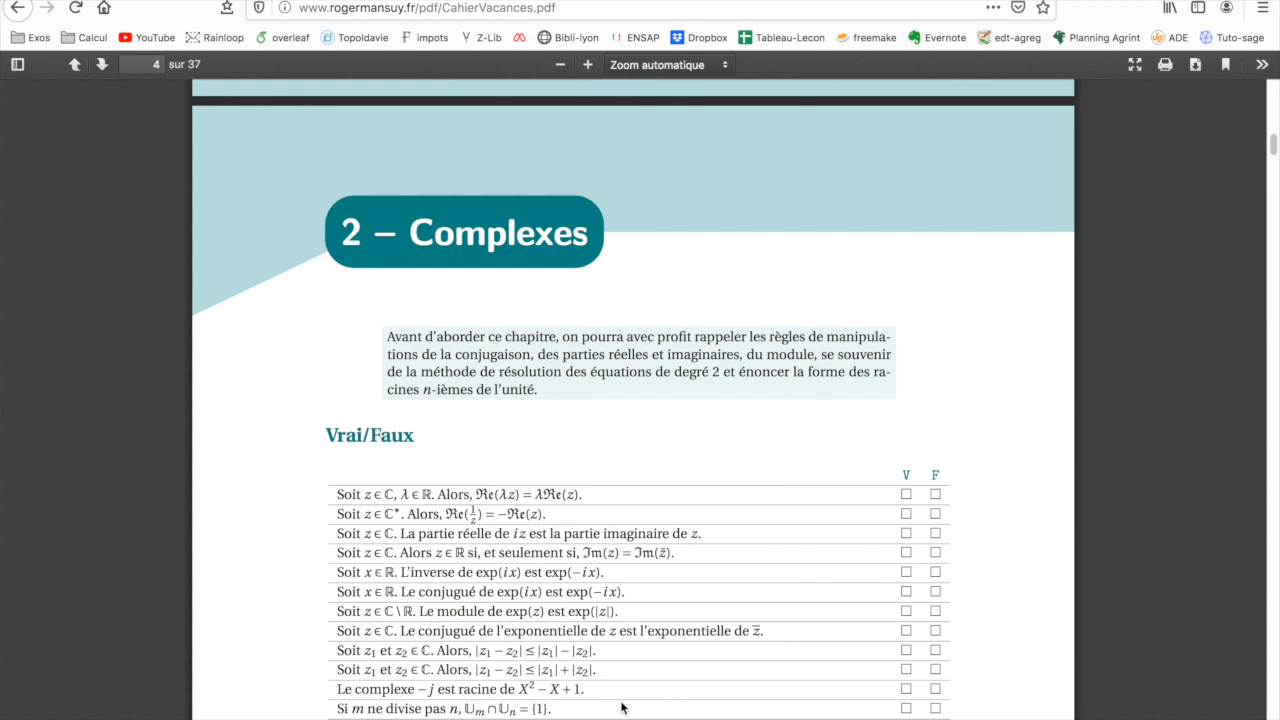 www.rogermansuy.fr/pdf/CahierVacances.pdf
Exos Calcul YouTube Rainloop overleaf Topoldavie impots Z-Lib Bibli-lyon ENSAP Dropbox Tableau-Lecon freemake Evernote edt-agreg Planning Agrint ADE Tuto-sage
4 sur 37 Zoom automatique
2 – Complexes
Avant d'aborder ce chapitre, on pourra avec profit rappeler les règles de manipula-
tions de la conjugaison, des parties réelles et imaginaires, du module, se souvenir
de la méthode de résolution des équations de degré 2 et énoncer la forme des ra-
cines n-ièmes de l'unité.
Vrai/Faux
V F
Soit z ∈ ℂ, λ ∈ ℝ. Alors, ℜe(λz) = λℜe(z).
Soit z ∈ ℂ*. Alors, ℜe(1/z) = −ℜe(z).
Soit z ∈ ℂ. La partie réelle de iz est la partie imaginaire de z.
Soit z ∈ ℂ. Alors z ∈ ℝ si, et seulement si, ℑm(z) = ℑm(z̄).
Soit x ∈ ℝ. L'inverse de exp(ix) est exp(−ix).
Soit x ∈ ℝ. Le conjugué de exp(ix) est exp(−ix).
Soit z ∈ ℂ \ ℝ. Le module de exp(z) est exp(|z|).
Soit z ∈ ℂ. Le conjugué de l'exponentielle de z est l'exponentielle de z̅.
Soit z₁ et z₂ ∈ ℂ. Alors, |z₁ − z₂| ≤ |z₁| − |z₂|.
Soit z₁ et z₂ ∈ ℂ. Alors, |z₁ − z₂| ≤ |z₁| + |z₂|.
Le complexe −j est racine de X² − X + 1.
Si m ne divise pas n, 𝕌ₘ ∩ 𝕌ₙ = {1}.